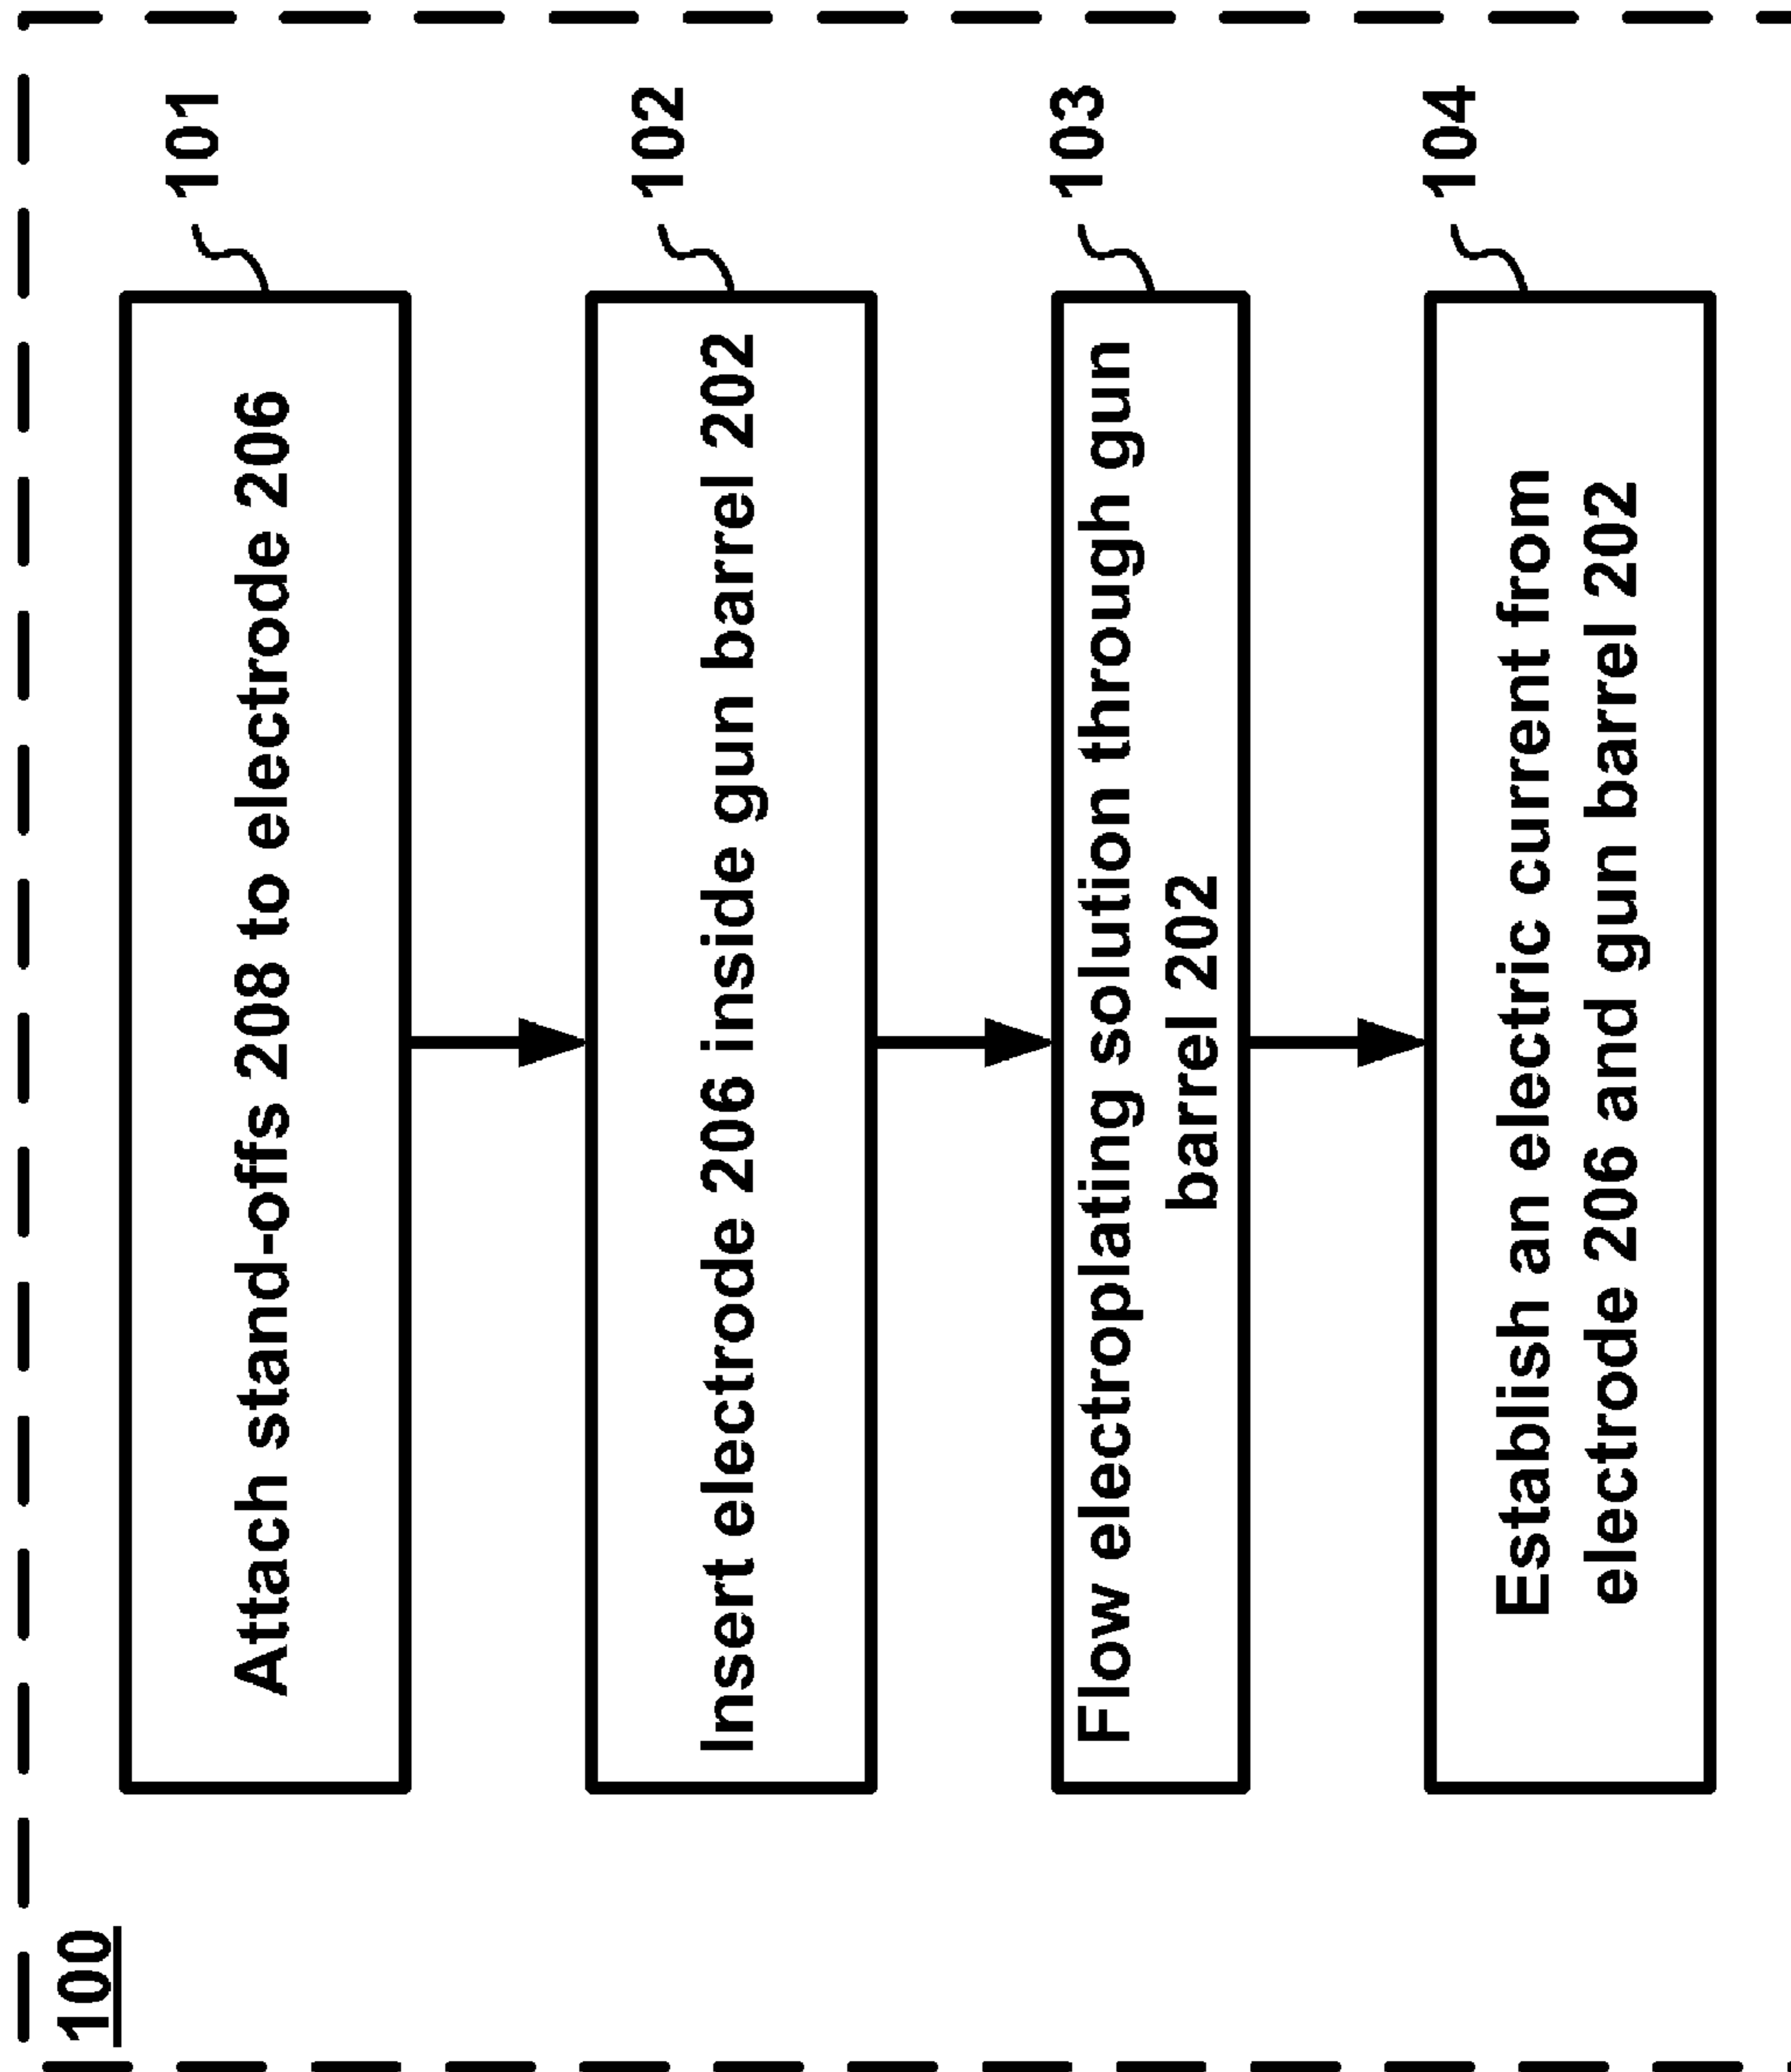 100
Attach stand-offs 208 to electrode 206
101
Insert electrode 206 inside gun barrel 202
102
Flow electroplating solution through gun
barrel 202
103
Establish an electric current from
electrode 206 and gun barrel 202
104